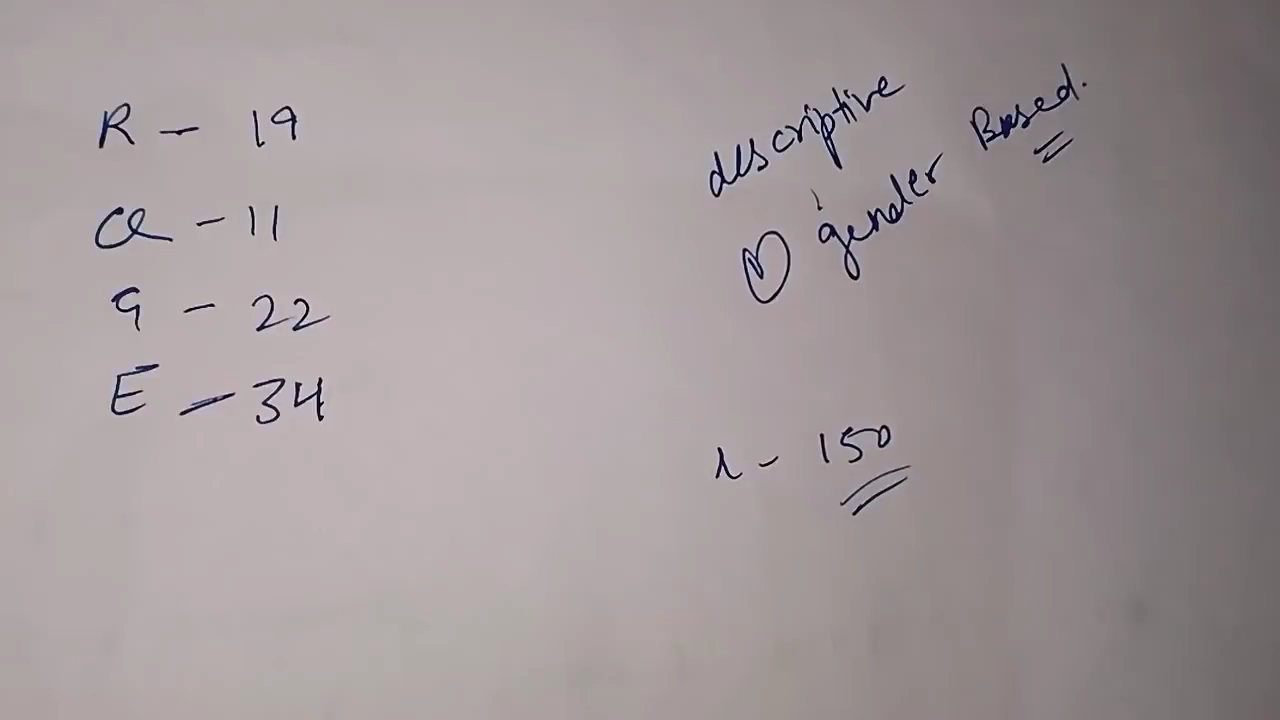 R - 19
Q - 11
G - 22
E - 34
descriptive
① gender Based.
150